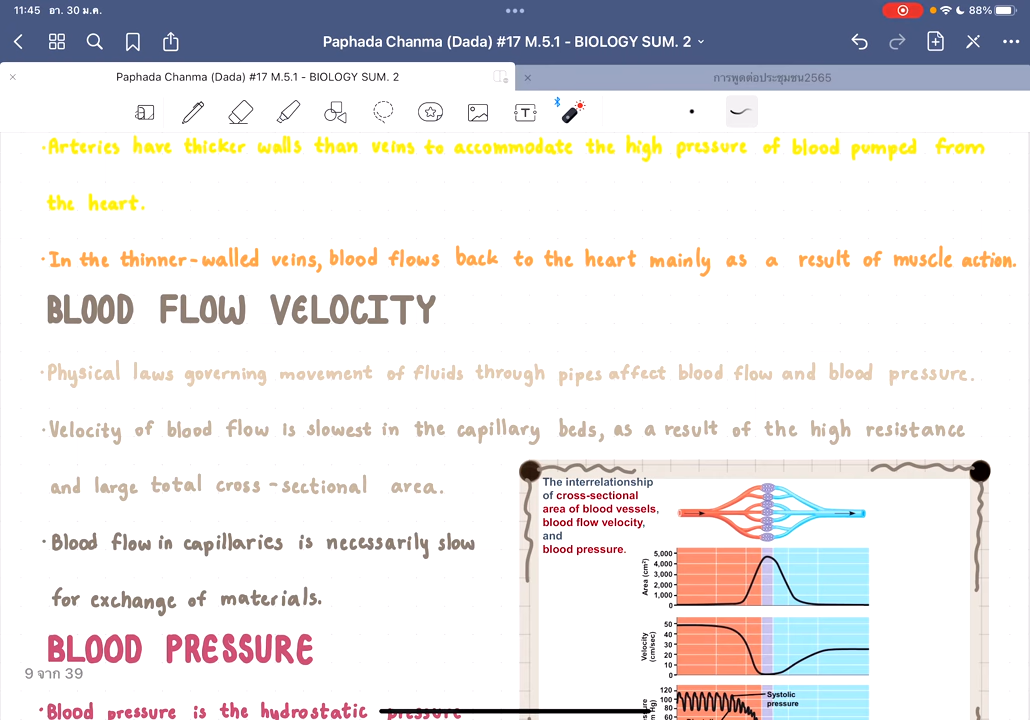 11:45 อา. 30 ม.ค.
88%
Paphada Chanma (Dada) #17 M.5.1 - BIOLOGY SUM. 2
Paphada Chanma (Dada) #17 M.5.1 - BIOLOGY SUM. 2
การพูดต่อประชุมชน2565
·Arteries have thicker walls than veins to accommodate the high pressure of blood pumped from
the heart.
·In the thinner-walled veins, blood flows back to the heart mainly as a result of muscle action.
BLOOD FLOW VELOCITY
·Physical laws governing movement of fluids through pipes affect blood flow and blood pressure.
·Velocity of blood flow is slowest in the capillary beds, as a result of the high resistance
and large total cross-sectional area.
·Blood flow in capillaries is necessarily slow
for exchange of materials.
BLOOD PRESSURE
9 จาก 39
·Blood pressure is the hydrostatic pressure
The interrelationship
of cross-sectional
area of blood vessels,
blood flow velocity,
and
blood pressure.
Area (cm²)
5,000
4,000
3,000
2,000
1,000
0
Velocity
(cm/sec)
50
40
30
20
10
0
120
100
80
60
Systolic
pressure